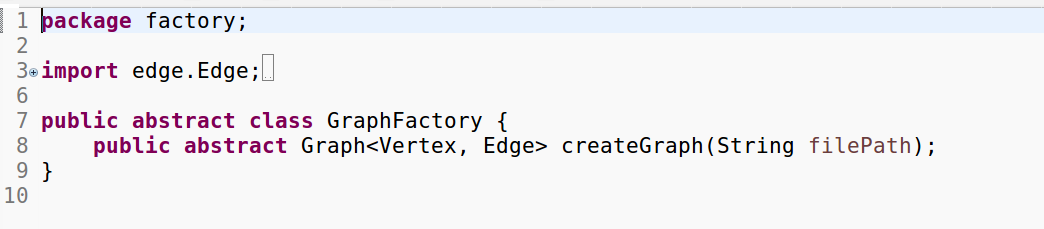 1 package factory;
2
3 import edge.Edge;
6
7 public abstract class GraphFactory {
8     public abstract Graph<Vertex, Edge> createGraph(String filePath);
9 }
10